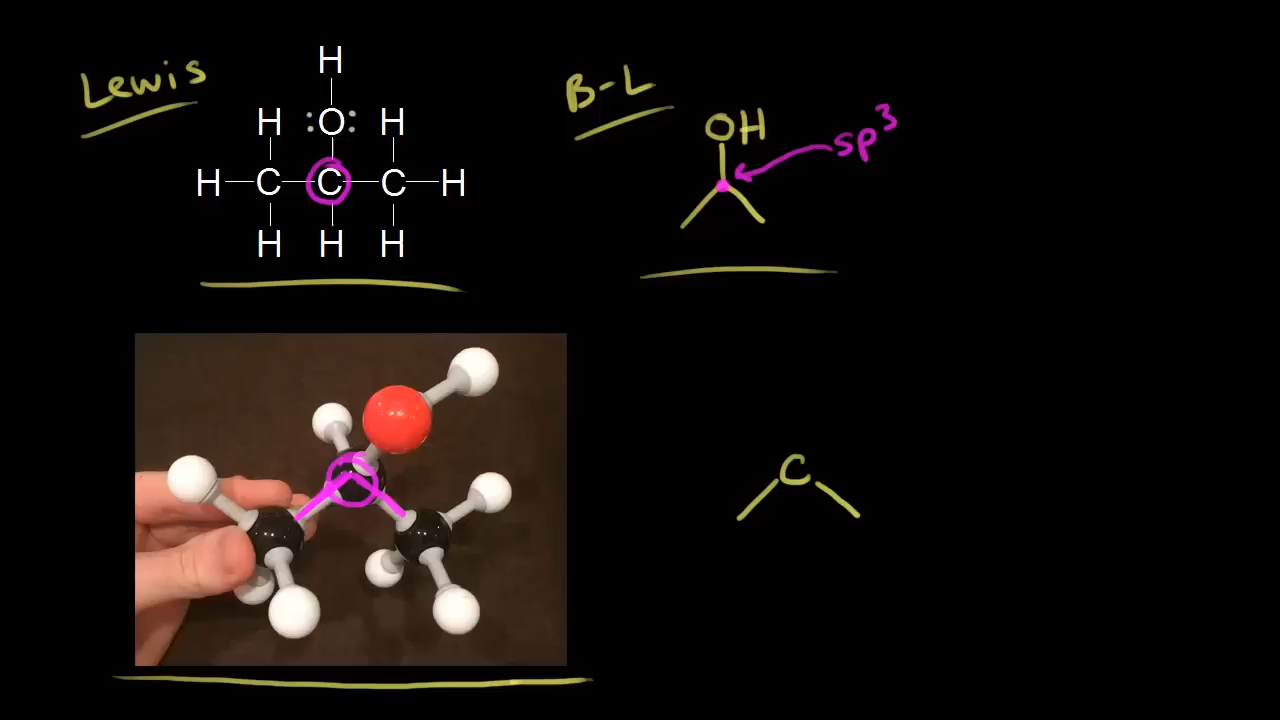 Lewis
H
H :O: H
H C C C H
H H H
B-L
OH
sp³
C